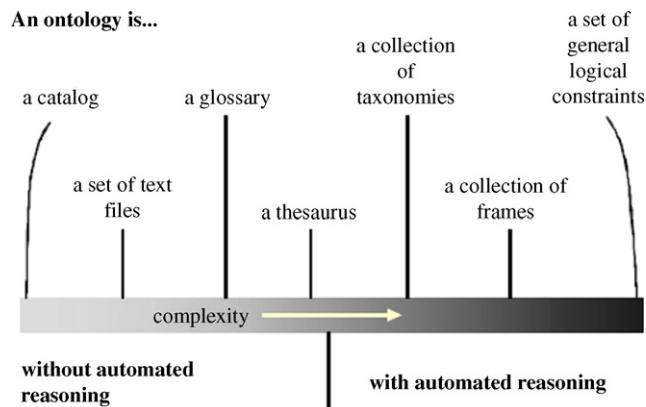 An ontology is...
a catalog
a set of text
files
a glossary
a thesaurus
a collection
of
taxonomies
a collection of
frames
a set of
general
logical
constraints
complexity
without automated
reasoning
with automated reasoning